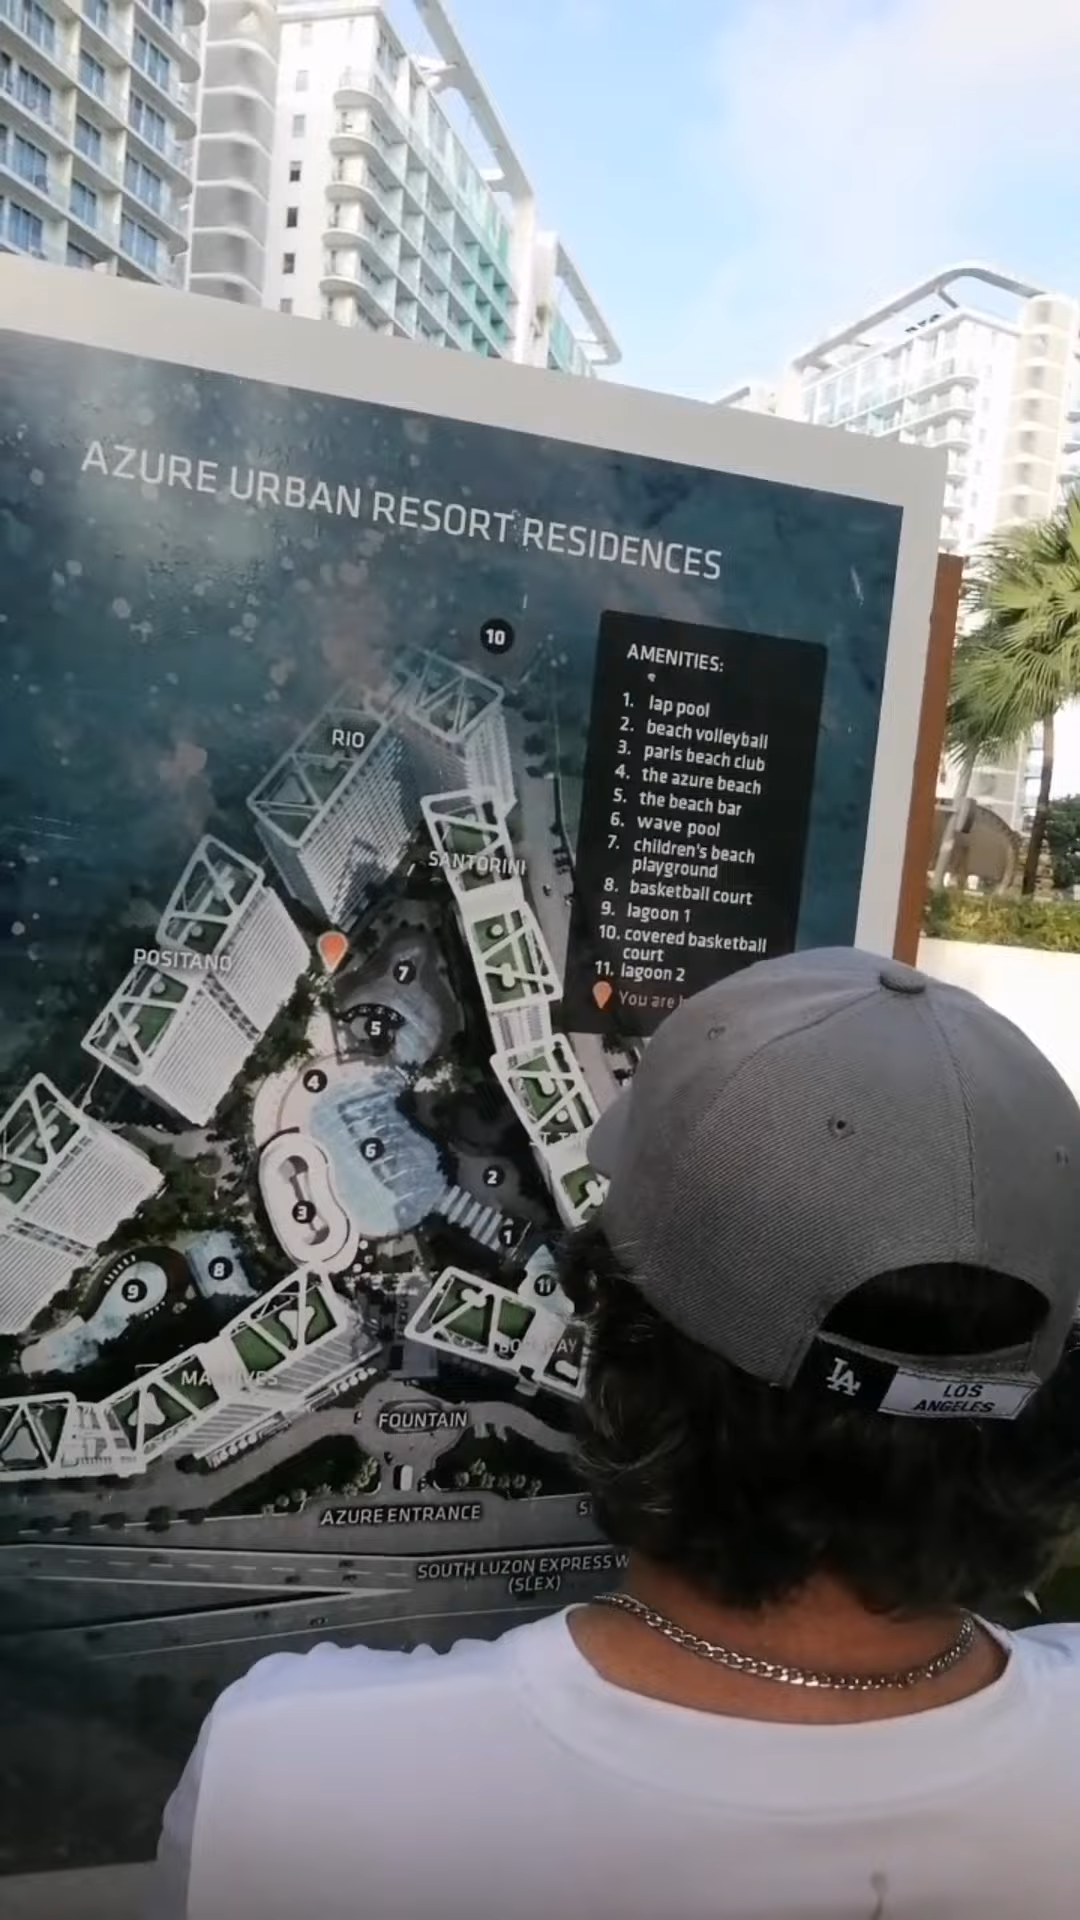 AZURE URBAN RESORT RESIDENCES
10
AMENITIES:
1. lap pool
2. beach volleyball
3. paris beach club
4. the azure beach
5. the beach bar
6. wave pool
7. children's beach
playground
8. basketball court
9. lagoon 1
10. covered basketball
court
11. lagoon 2
You are
RIO
SANTORINI
POSITANO
7
5
4
6
2
3
1
8
9
11
MALDIVES
FOUNTAIN
AZURE ENTRANCE
SOUTH LUZON EXPRESS
(SLEX)
LA
LOS
ANGELES